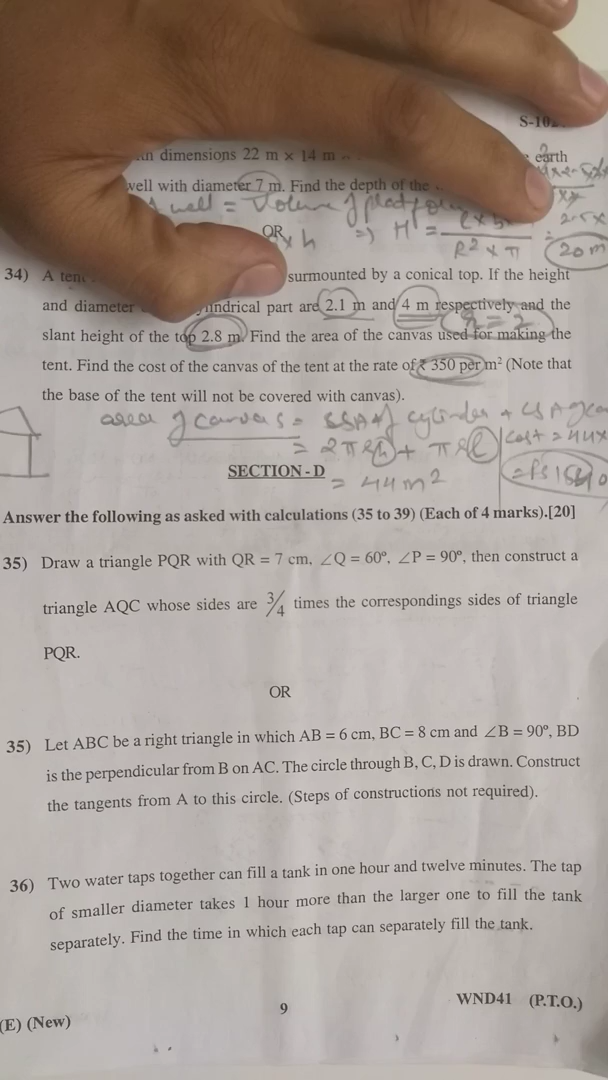 S-10
dimensions 22 m × 14 m earth
well with diameter 7 m. Find the depth of the
well = Volume of platform
OR
× h => H = R² × π
20 m
34) A tent surmounted by a conical top. If the height
and diameter cylindrical part are 2.1 m and 4 m respectively and the
slant height of the top 2.8 m. Find the area of the canvas used for making the
tent. Find the cost of the canvas of the tent at the rate of ₹ 350 per m² (Note that
the base of the tent will not be covered with canvas).
area of canvas = CSA of cylinder + CSA of
= 2πrh + πrl cost = 44×
SECTION - D
= 44 m²
Answer the following as asked with calculations (35 to 39) (Each of 4 marks).[20]
35) Draw a triangle PQR with QR = 7 cm, ∠Q = 60°, ∠P = 90°, then construct a
triangle AQC whose sides are 3/4 times the correspondings sides of triangle
PQR.
OR
35) Let ABC be a right triangle in which AB = 6 cm, BC = 8 cm and ∠B = 90°, BD
is the perpendicular from B on AC. The circle through B, C, D is drawn. Construct
the tangents from A to this circle. (Steps of constructions not required).
36) Two water taps together can fill a tank in one hour and twelve minutes. The tap
of smaller diameter takes 1 hour more than the larger one to fill the tank
separately. Find the time in which each tap can separately fill the tank.
(E) (New) 9 WND41 (P.T.O.)